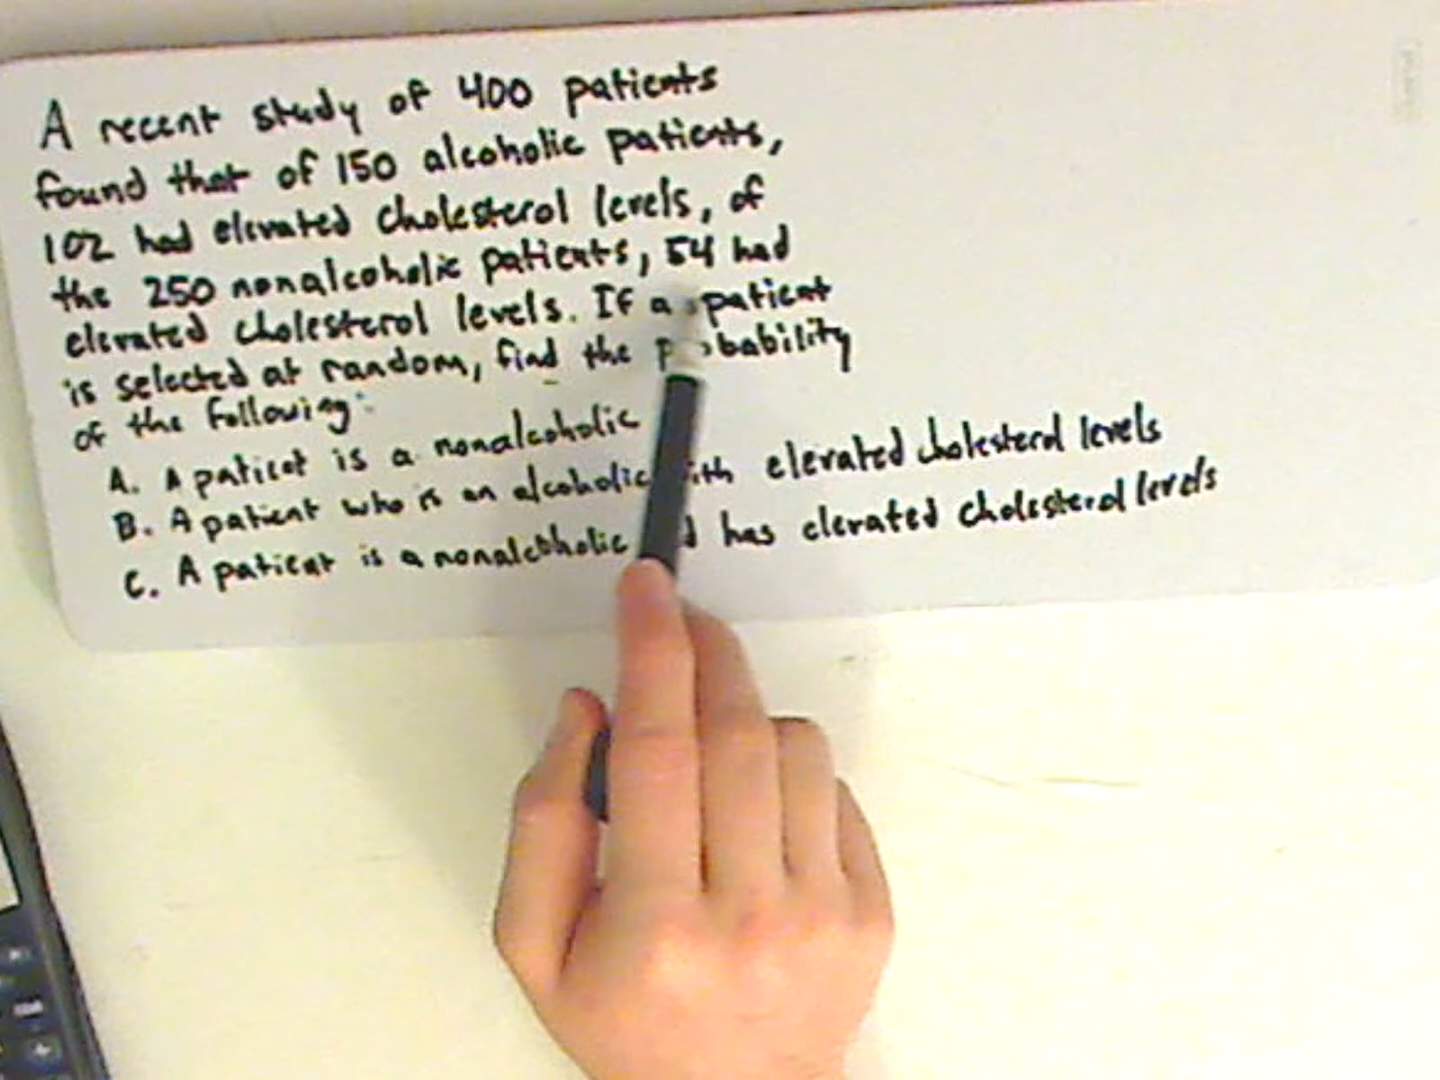 A recent study of 400 patients
found that of 150 alcoholic patients,
102 had elevated cholesterol levels, of
the 250 nonalcoholic patients, 54 had
elevated cholesterol levels. If a patient
is selected at random, find the
of the following:
A. A patient is a nonalcoholic
B. A patient who is an alcoholic elevated cholesterol levels
C. A patient is a nonalcoholic has elevated cholesterol levels